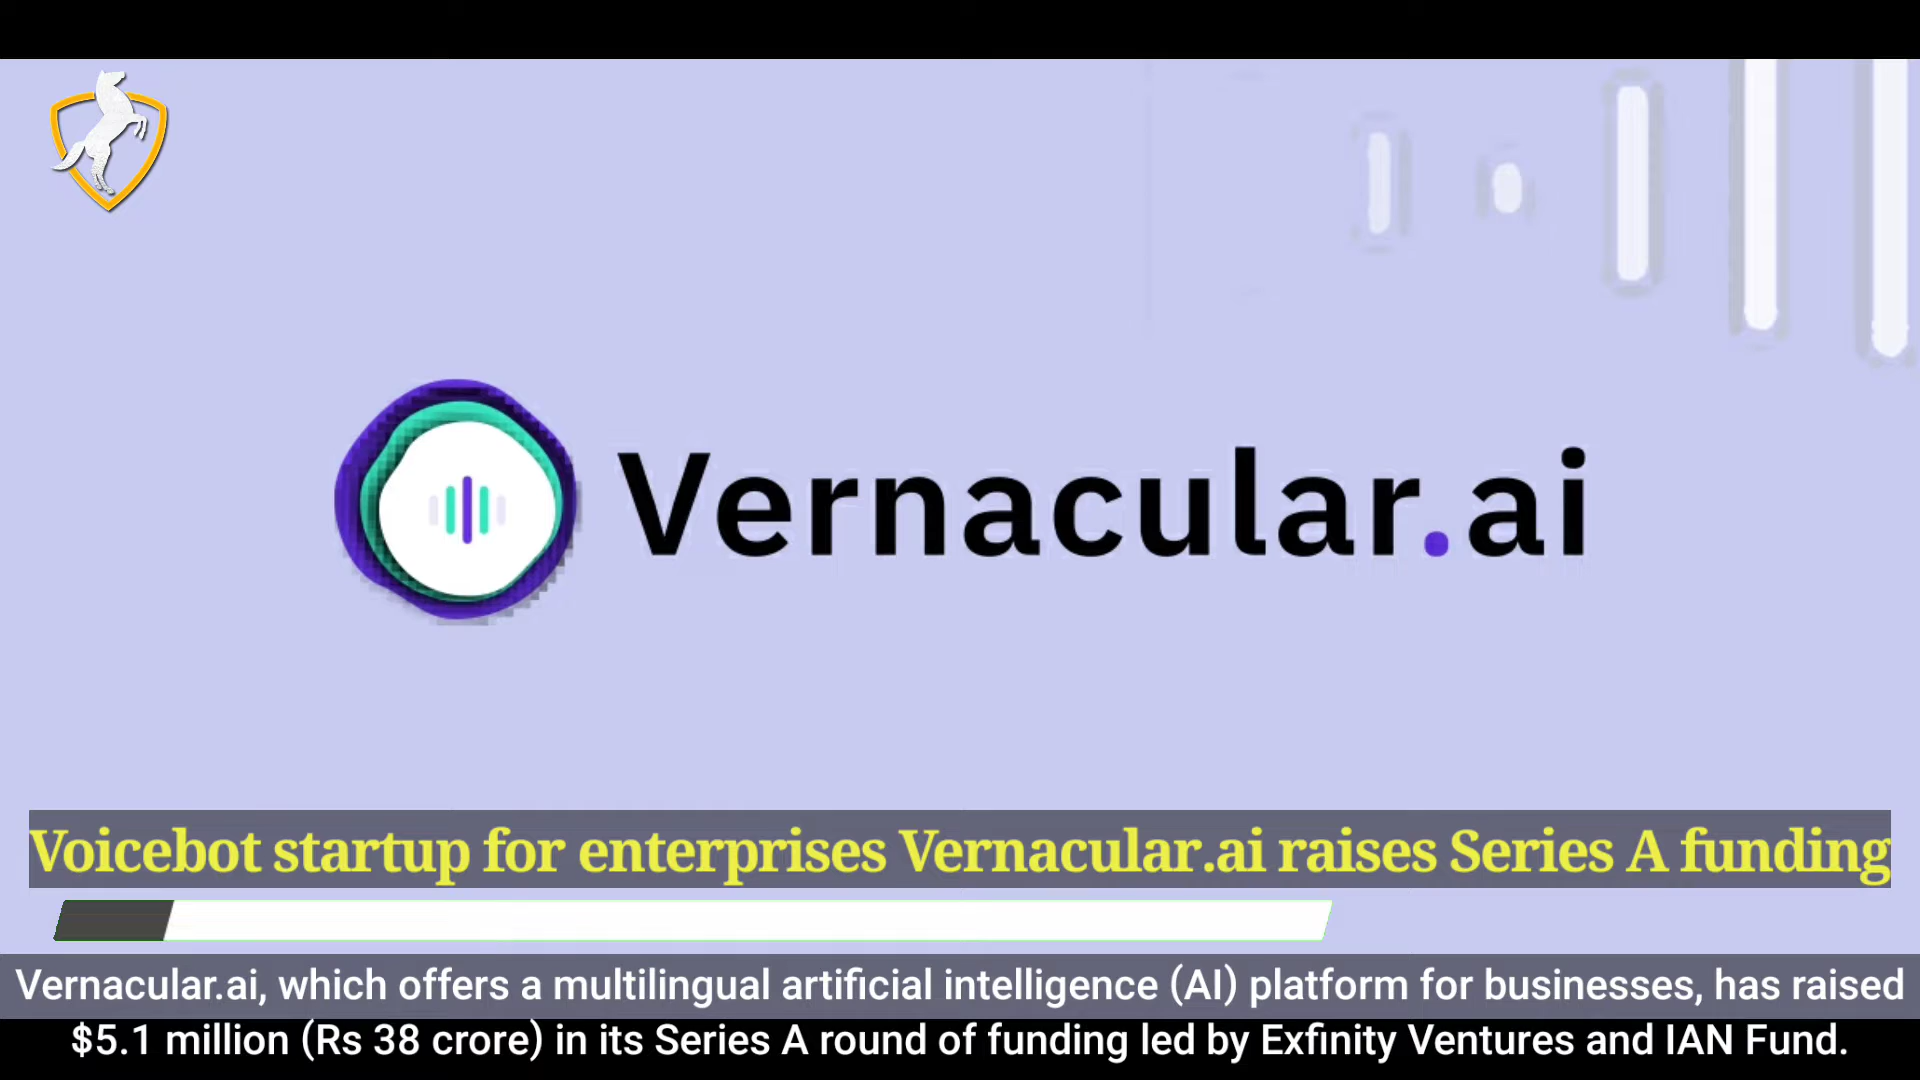 Vernacular.ai
Voicebot startup for enterprises Vernacular.ai raises Series A funding
Vernacular.ai, which offers a multilingual artificial intelligence (AI) platform for businesses, has raised
$5.1 million (Rs 38 crore) in its Series A round of funding led by Exfinity Ventures and IAN Fund.